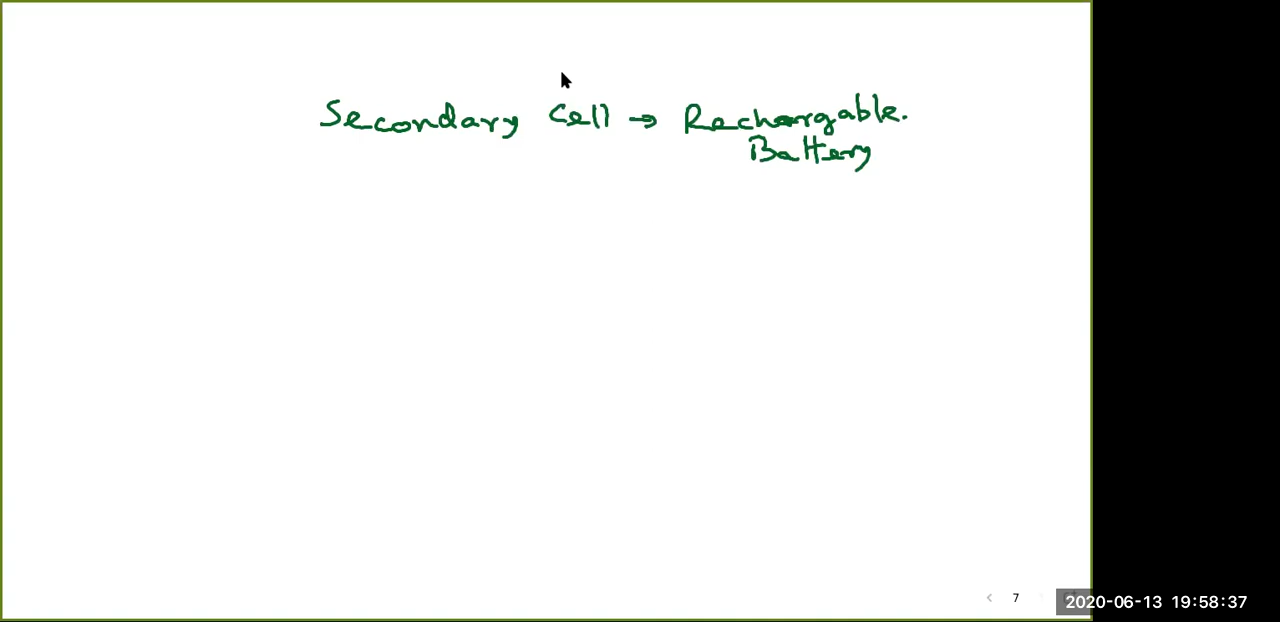 Secondary Cell → Rechargable.
Battery
7
2020-06-13 19:58:37